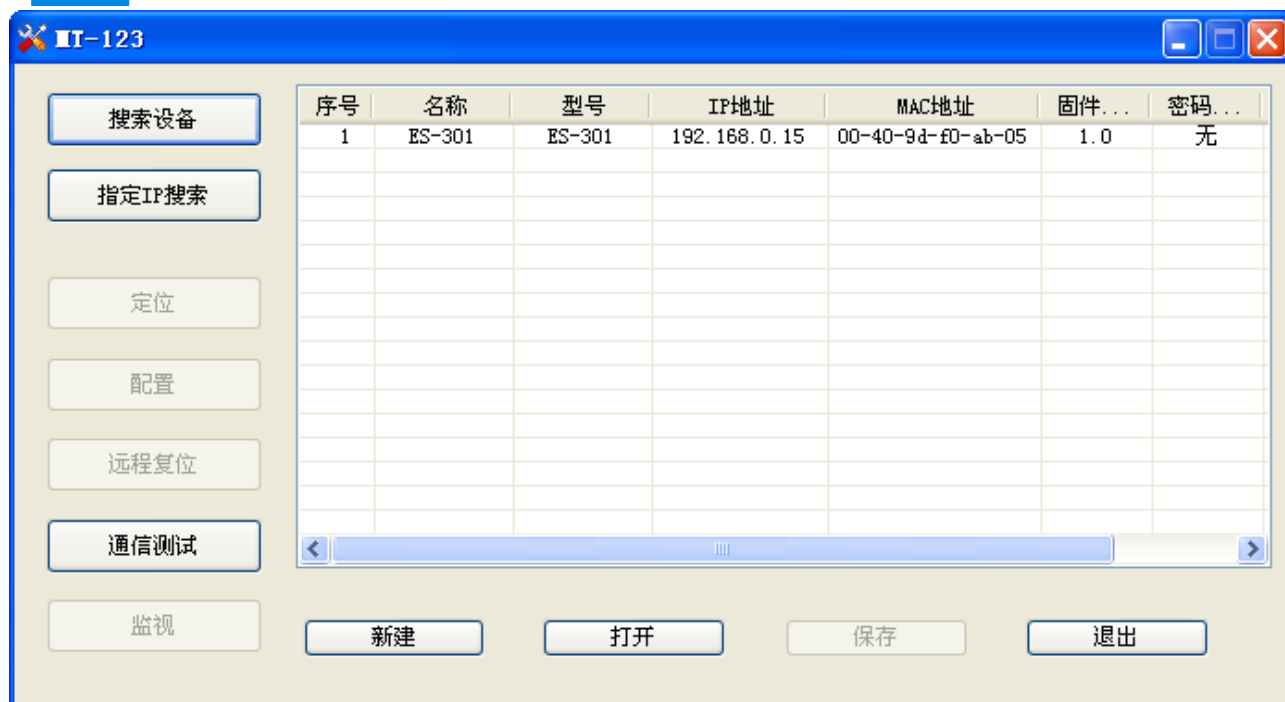 MT-123
搜索设备
指定IP搜索
定位
配置
远程复位
通信测试
监视
序号 名称 型号 IP地址 MAC地址 固件... 密码...
1 ES-301 ES-301 192.168.0.15 00-40-9d-f0-ab-05 1.0 无
新建 打开 保存 退出